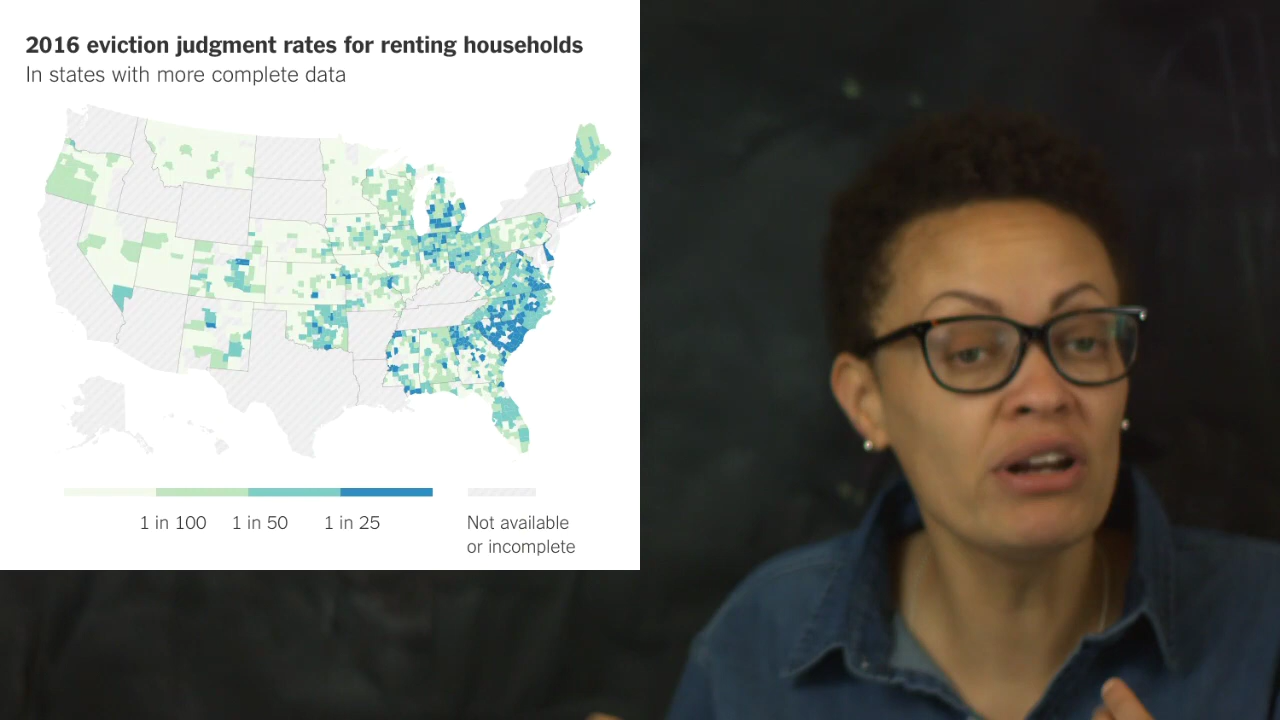 2016 eviction judgment rates for renting households
In states with more complete data
1 in 100 1 in 50 1 in 25
Not available
or incomplete